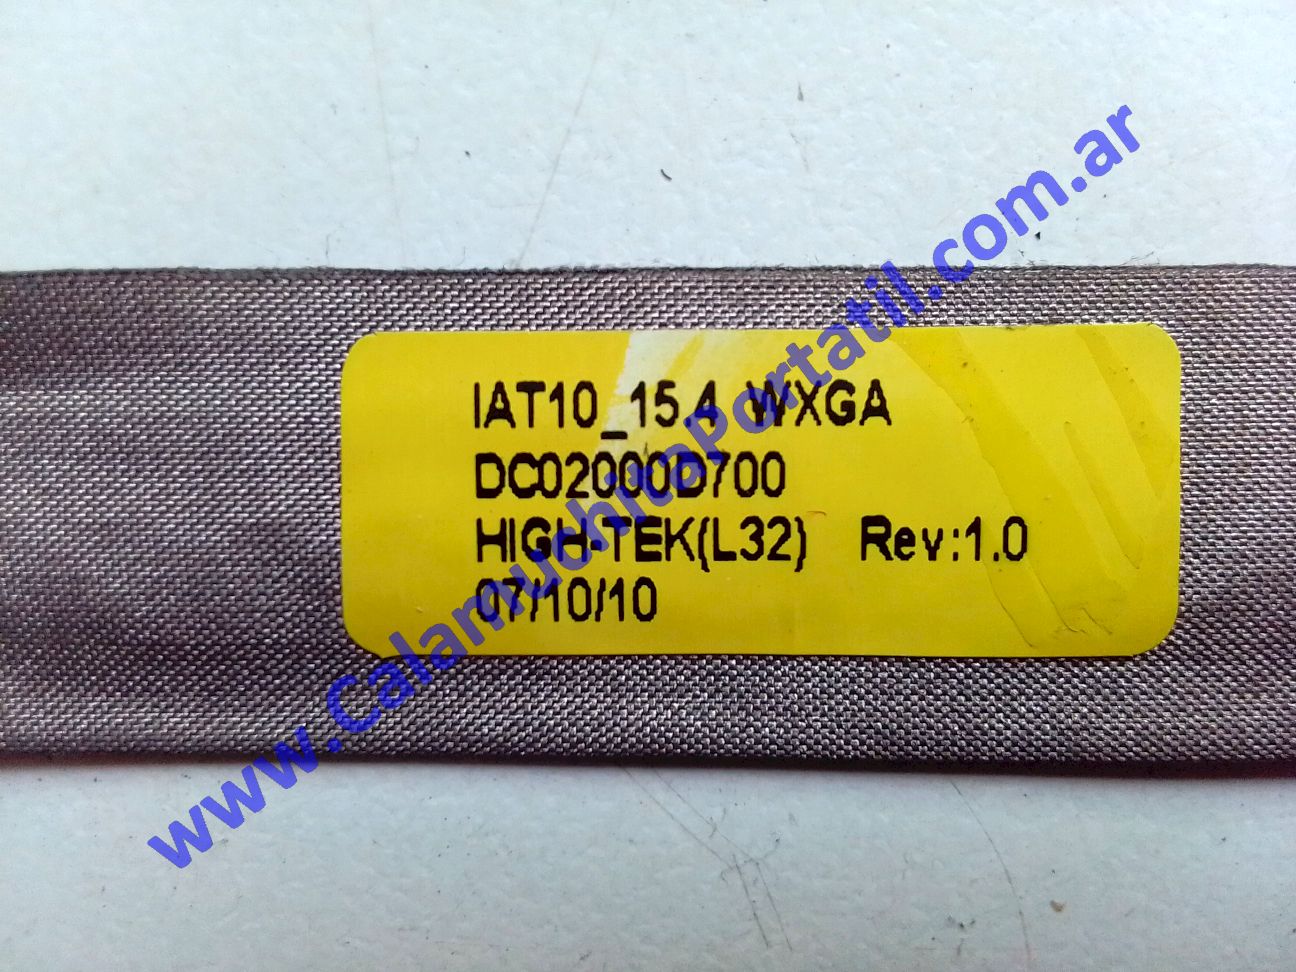 IAT10_15.4 WXGA
DC02000D700
HIGH-TEK(L32) Rev:1.0
07/10/10
www.CalamuchitaPortatil.com.ar